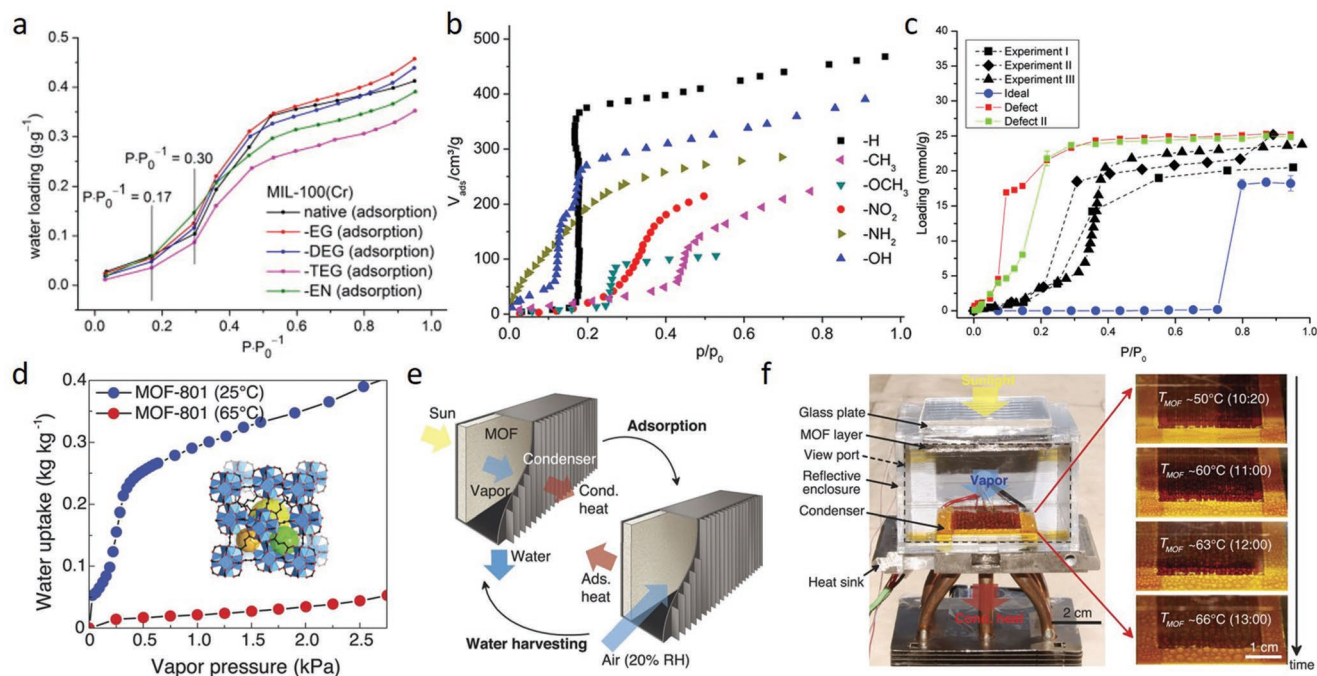 a
water loading (g.g⁻¹)
0.5
0.4
0.3
0.2
0.1
0.0
P·P₀⁻¹ = 0.30
P·P₀⁻¹ = 0.17
MIL-100(Cr)
native (adsorption)
-EG (adsorption)
-DEG (adsorption)
-TEG (adsorption)
-EN (adsorption)
0.0 0.2 0.4 0.6 0.8 1.0
P·P₀⁻¹
b
V_ads/cm³/g
500
400
300
200
100
0
-H
-CH₃
-OCH₃
-NO₂
-NH₂
-OH
0.0 0.2 0.4 0.6 0.8 1.0
p/p₀
c
Loading (mmol/g)
40
35
30
25
20
15
10
5
0
Experiment I
Experiment II
Experiment III
Ideal
Defect
Defect II
0.0 0.2 0.4 0.6 0.8 1.0
P/P₀
d
Water uptake (kg kg⁻¹)
0.4
0.3
0.2
0.1
0
MOF-801 (25°C)
MOF-801 (65°C)
0 0.5 1.0 1.5 2.0 2.5
Vapor pressure (kPa)
e
Sun
MOF
Condenser
Vapor
Cond.
heat
Water
Adsorption
Ads.
heat
Water harvesting
Air (20% RH)
f
Sunlight
Glass plate
MOF layer
View port
Reflective
enclosure
Condenser
Vapor
Heat sink
Cond. heat
2 cm
T_MOF ~50°C (10:20)
T_MOF ~60°C (11:00)
T_MOF ~63°C (12:00)
T_MOF ~66°C (13:00)
1 cm
time